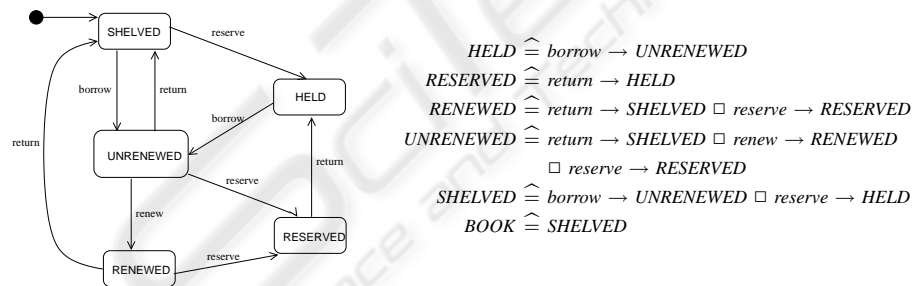 SHELVED
reserve
HELD
borrow
return
borrow
return
UNRENEWED
reserve
return
renew
RESERVED
RENEWED
reserve
HELD ≙ borrow → UNRENEWED
RESERVED ≙ return → HELD
RENEWED ≙ return → SHELVED □ reserve → RESERVED
UNRENEWED ≙ return → SHELVED □ renew → RENEWED
□ reserve → RESERVED
SHELVED ≙ borrow → UNRENEWED □ reserve → HELD
BOOK ≙ SHELVED